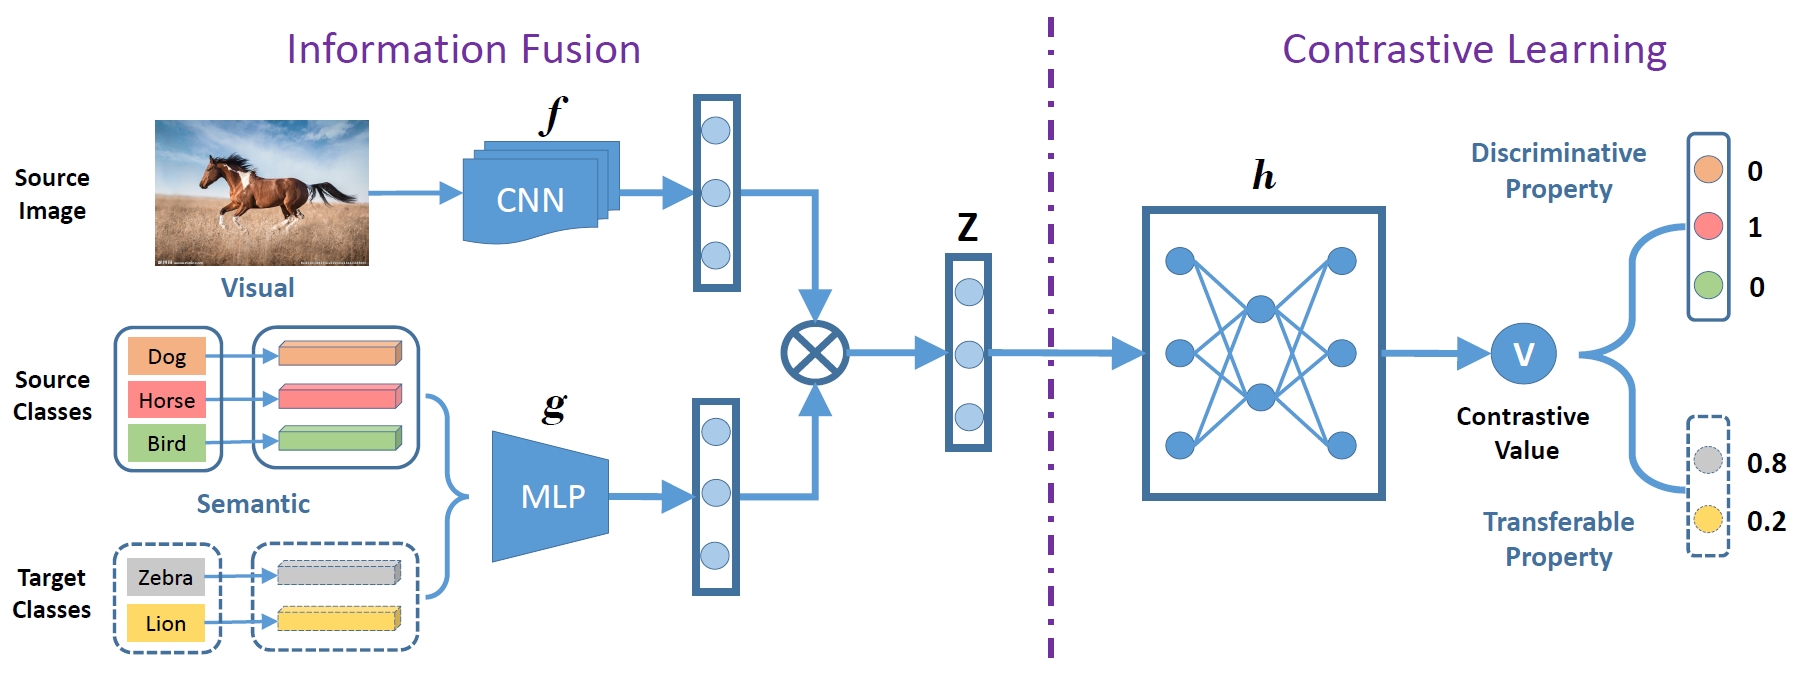 Information Fusion
Contrastive Learning
f
CNN
Source
Image
Visual
Z
h
Discriminative
Property
0
1
0
Source
Classes
Dog
Horse
Bird
g
MLP
V
Contrastive
Value
Semantic
Target
Classes
Zebra
Lion
0.8
0.2
Transferable
Property